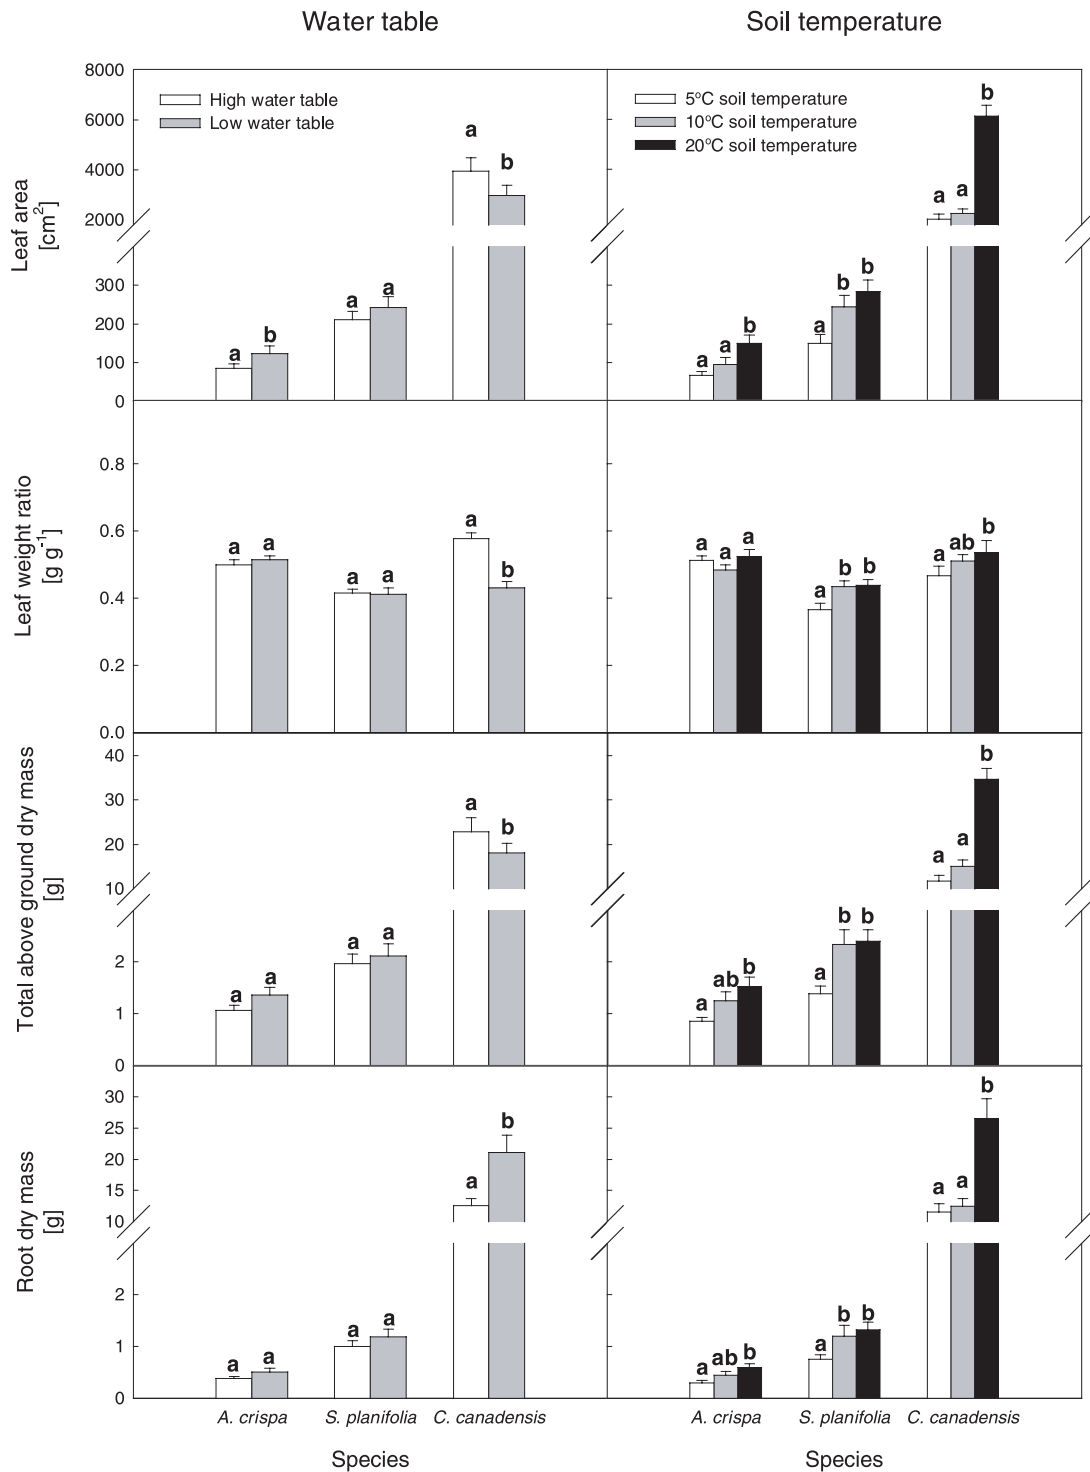 Water table
Soil temperature
High water table
Low water table
5°C soil temperature
10°C soil temperature
20°C soil temperature
Leaf area
[cm²]
8000
6000
4000
2000
300
200
100
0
a b a a a b
a a b a b b a a b
Leaf weight ratio
[g g⁻¹]
0.8
0.6
0.4
0.2
0.0
a a a a a b
a a a a b b a ab b
Total above ground dry mass
[g]
40
30
20
10
2
1
0
a a a a a b
a ab b a b b a a b
Root dry mass
[g]
30
25
20
15
10
2
1
0
a a a a a b
a ab b a b b a a b
A. crispa S. planifolia C. canadensis
A. crispa S. planifolia C. canadensis
Species
Species